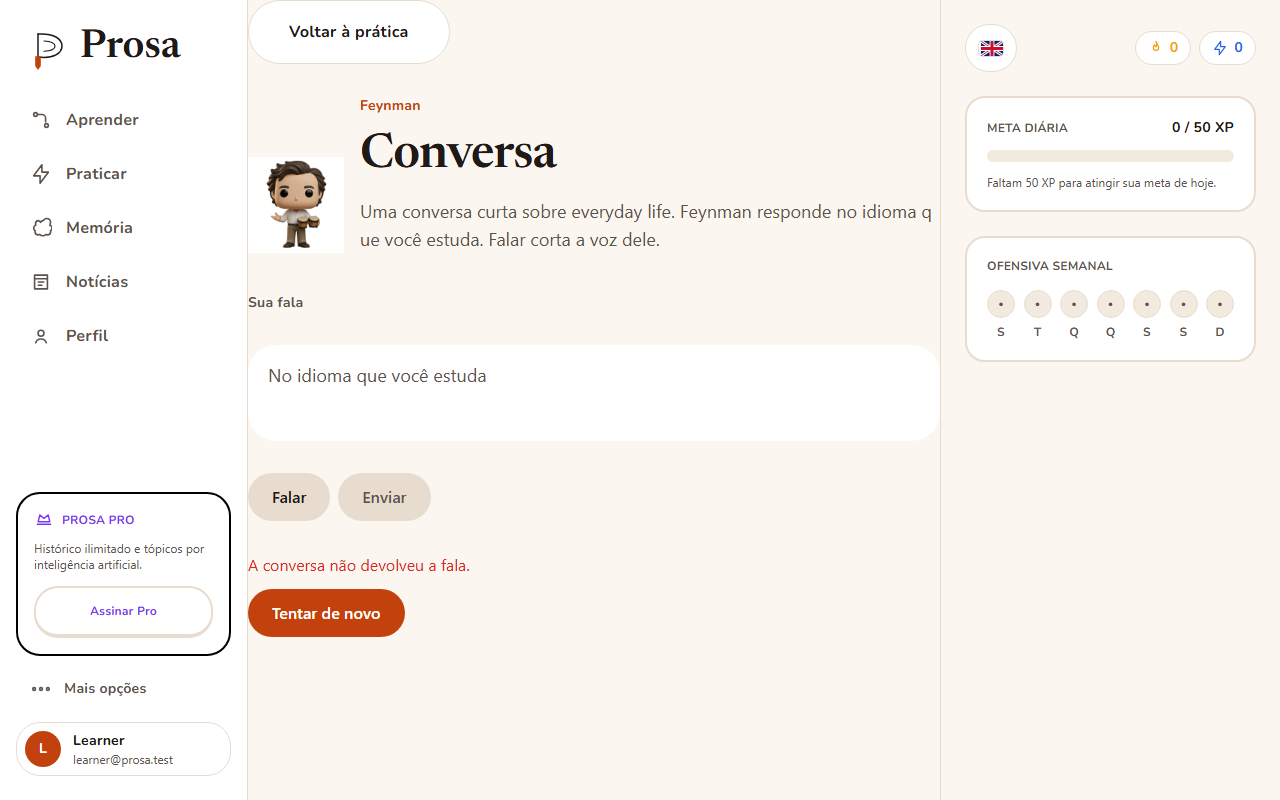 Prosa
Aprender
Praticar
Memória
Notícias
Perfil
PROSA PRO
Histórico ilimitado e tópicos por
inteligência artificial.
Assinar Pro
Mais opções
L
Learner
learner@prosa.test
Voltar à prática
Feynman
Conversa
Uma conversa curta sobre everyday life. Feynman responde no idioma q
ue você estuda. Falar corta a voz dele.
Sua fala
No idioma que você estuda
Falar
Enviar
A conversa não devolveu a fala.
Tentar de novo
0
0
META DIÁRIA
0 / 50 XP
Faltam 50 XP para atingir sua meta de hoje.
OFENSIVA SEMANAL
S T Q Q S S D